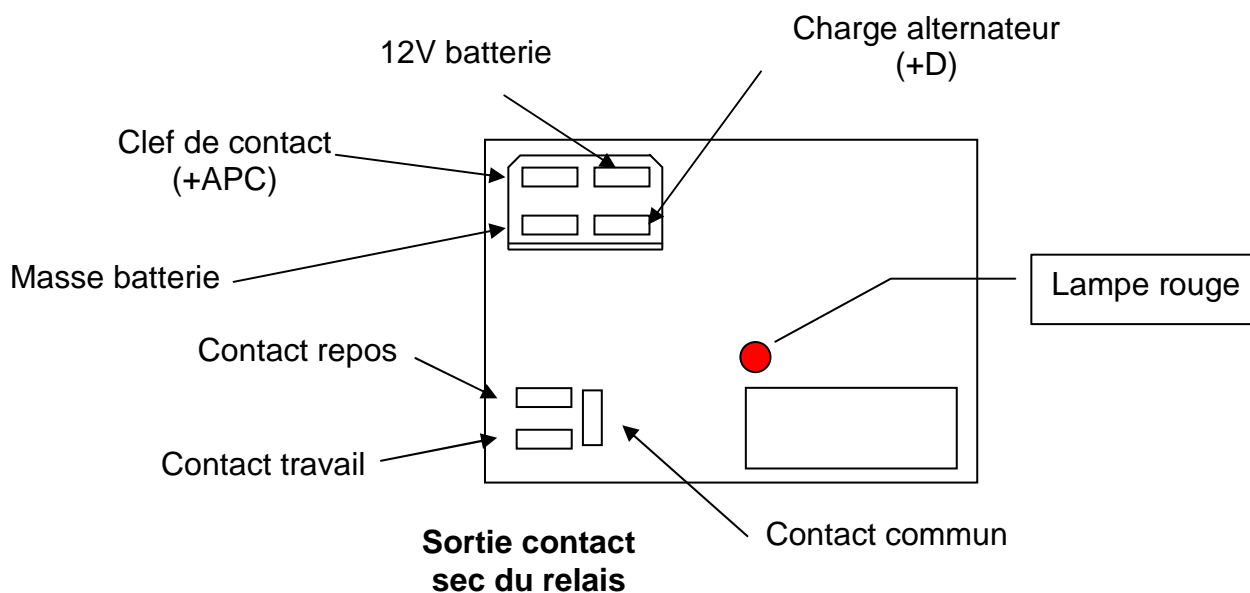 Charge alternateur
(+D)
12V batterie
Clef de contact
(+APC)
Masse batterie
Lampe rouge
Contact repos
Contact travail
Contact commun
Sortie contact
sec du relais